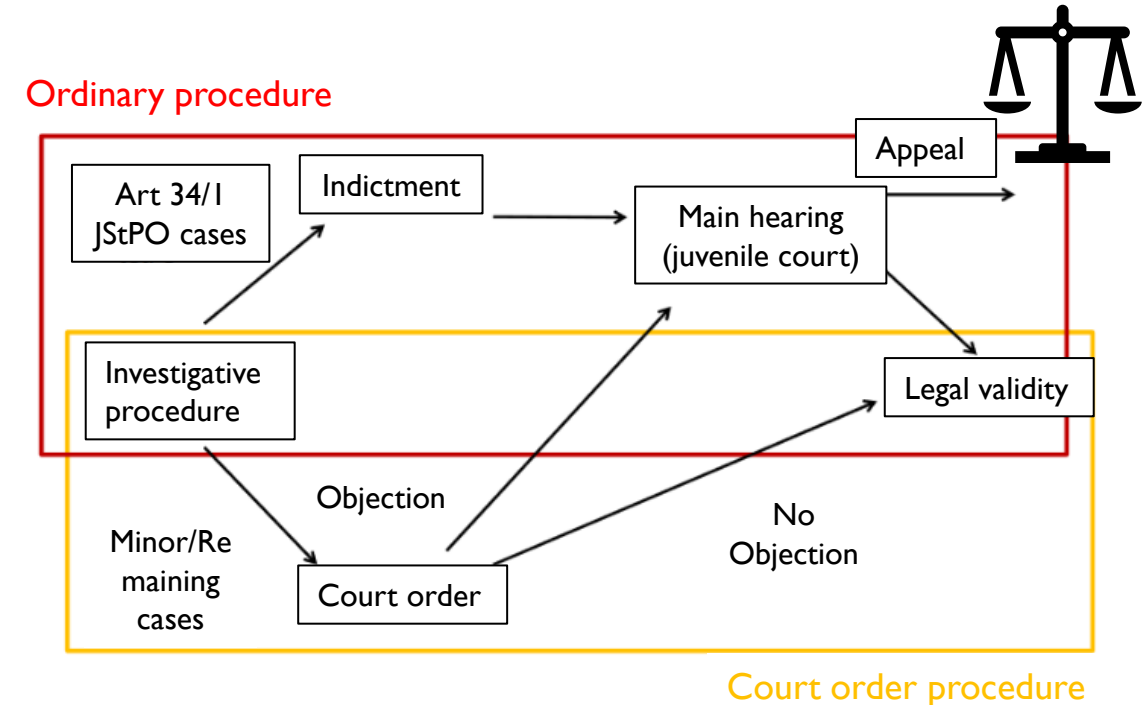 Ordinary procedure
Appeal
Art 34/1
JStPO cases
Indictment
Main hearing
(juvenile court)
Investigative
procedure
Legal validity
Objection
No
Objection
Minor/Re
maining
cases
Court order
Court order procedure